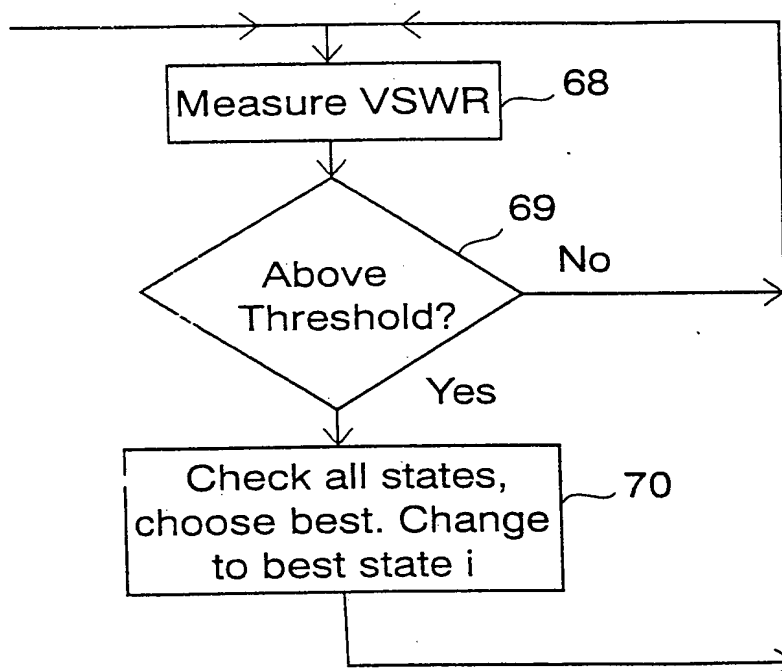 Measure VSWR
68
69
Above
Threshold?
No
Yes
Check all states,
choose best. Change
to best state i
70